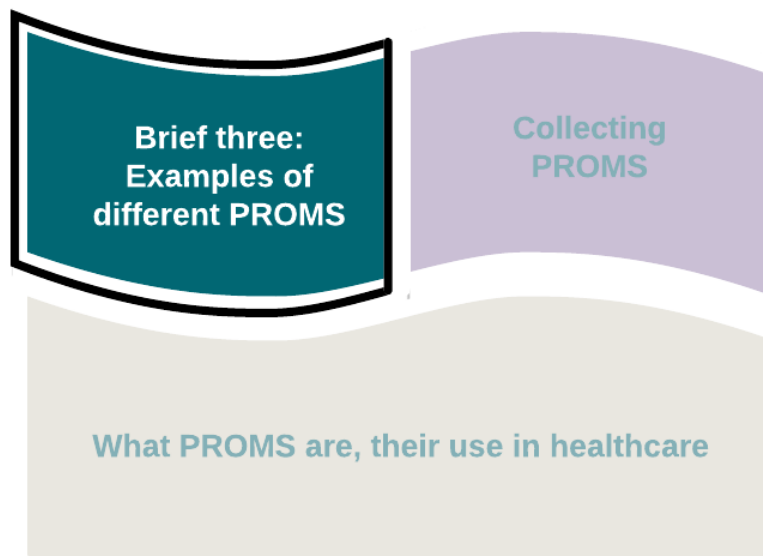 Brief three:
Examples of
different PROMS
Collecting
PROMS
What PROMS are, their use in healthcare